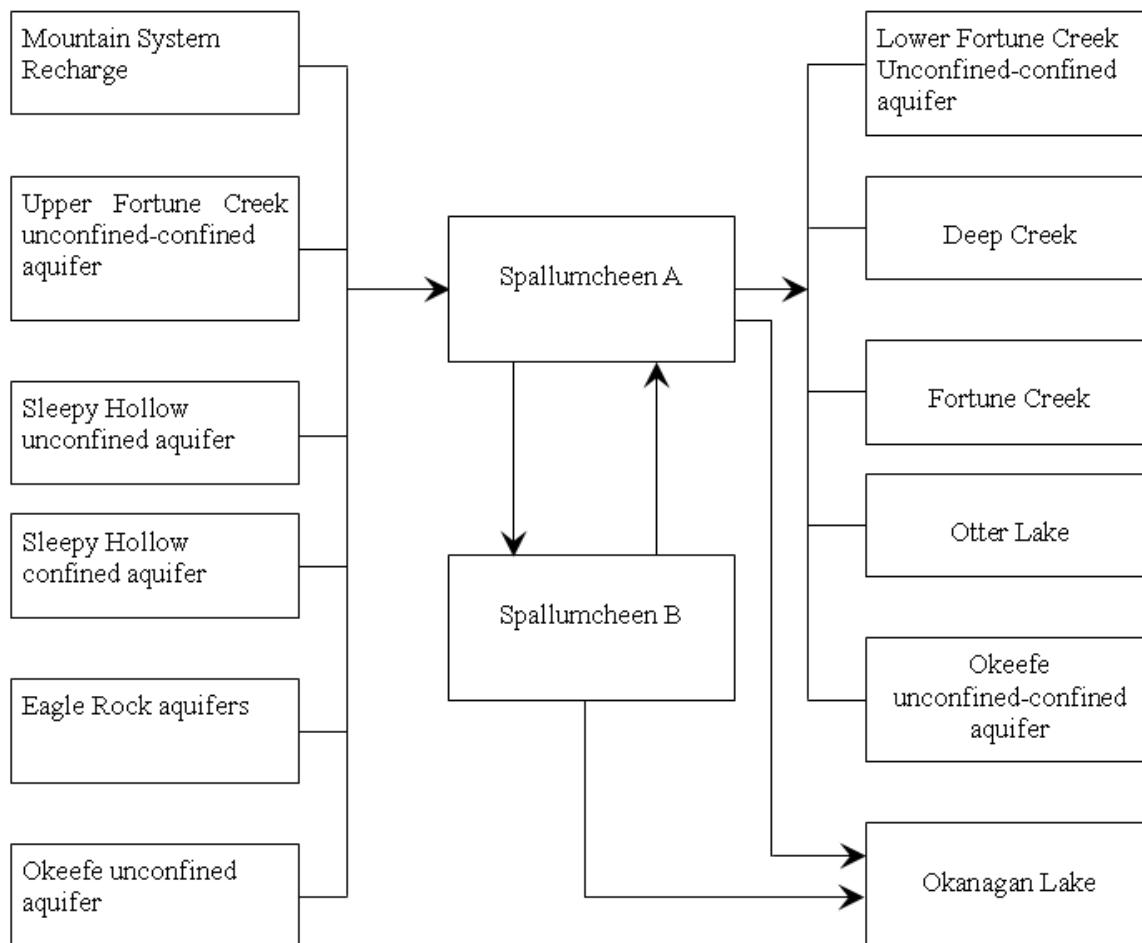 Mountain System
Recharge
Upper Fortune Creek
unconfined-confined
aquifer
Sleepy Hollow
unconfined aquifer
Sleepy Hollow
confined aquifer
Eagle Rock aquifers
Okeefe unconfined
aquifer
Spallumcheen A
Spallumcheen B
Lower Fortune Creek
Unconfined-confined
aquifer
Deep Creek
Fortune Creek
Otter Lake
Okeefe
unconfined-confined
aquifer
Okanagan Lake